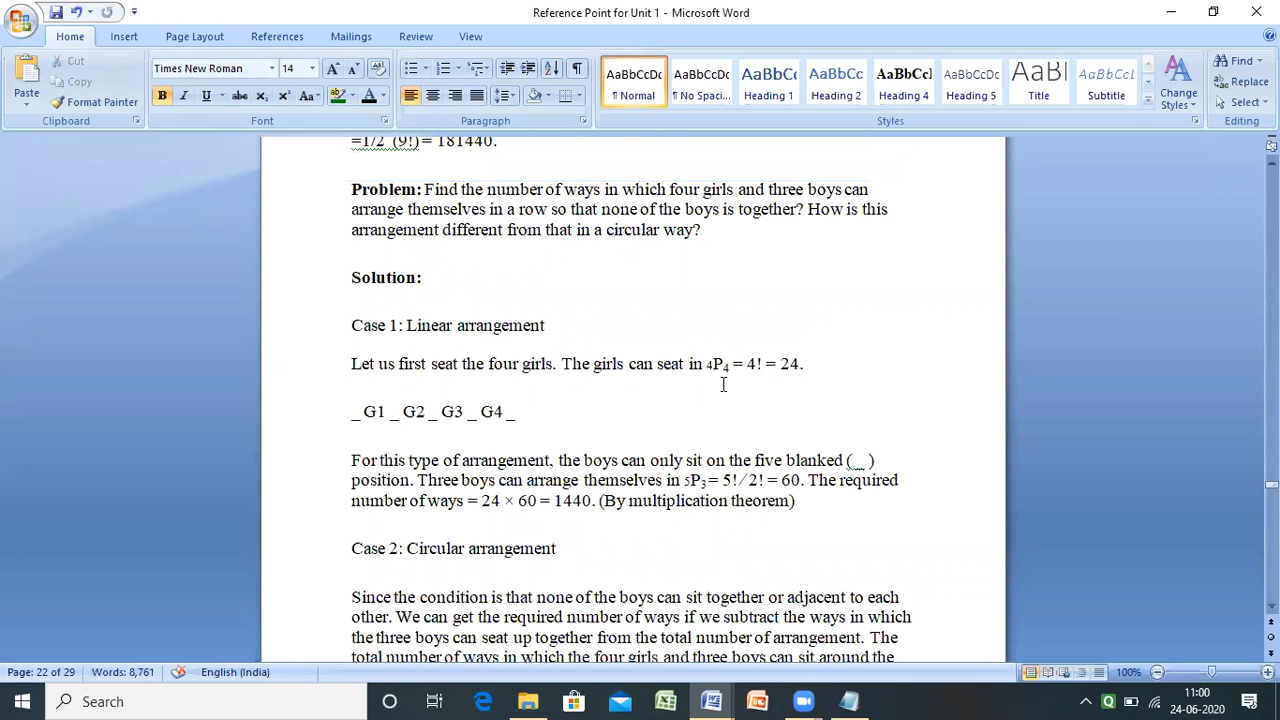 Reference Point for Unit 1 - Microsoft Word
Home Insert Page Layout References Mailings Review View
Paste
Cut
Copy
Format Painter
Clipboard
Times New Roman 14
Font
Paragraph
AaBbCcDc AaBbCcDc AaBbC AaBbCc AaBbCc AaBbCcDc AaBb AaBbCcDc
¶ Normal ¶ No Spaci... Heading 1 Heading 2 Heading 4 Heading 5 Title Subtitle
Change Styles
Styles
Find
Replace
Select
Editing
=1/2 (9!) = 181440.
Problem: Find the number of ways in which four girls and three boys can
arrange themselves in a row so that none of the boys is together? How is this
arrangement different from that in a circular way?
Solution:
Case 1: Linear arrangement
Let us first seat the four girls. The girls can seat in ₄P₄ = 4! = 24.
_ G1 _ G2 _ G3 _ G4 _
For this type of arrangement, the boys can only sit on the five blanked (_ )
position. Three boys can arrange themselves in ₅P₃ = 5! ⁄ 2! = 60. The required
number of ways = 24 × 60 = 1440. (By multiplication theorem)
Case 2: Circular arrangement
Since the condition is that none of the boys can sit together or adjacent to each
other. We can get the required number of ways if we subtract the ways in which
the three boys can seat up together from the total number of arrangement. The
total number of ways in which the four girls and three boys can sit around the
Page: 22 of 29 Words: 8,761 English (India) 100%
Search
11:00
24-06-2020